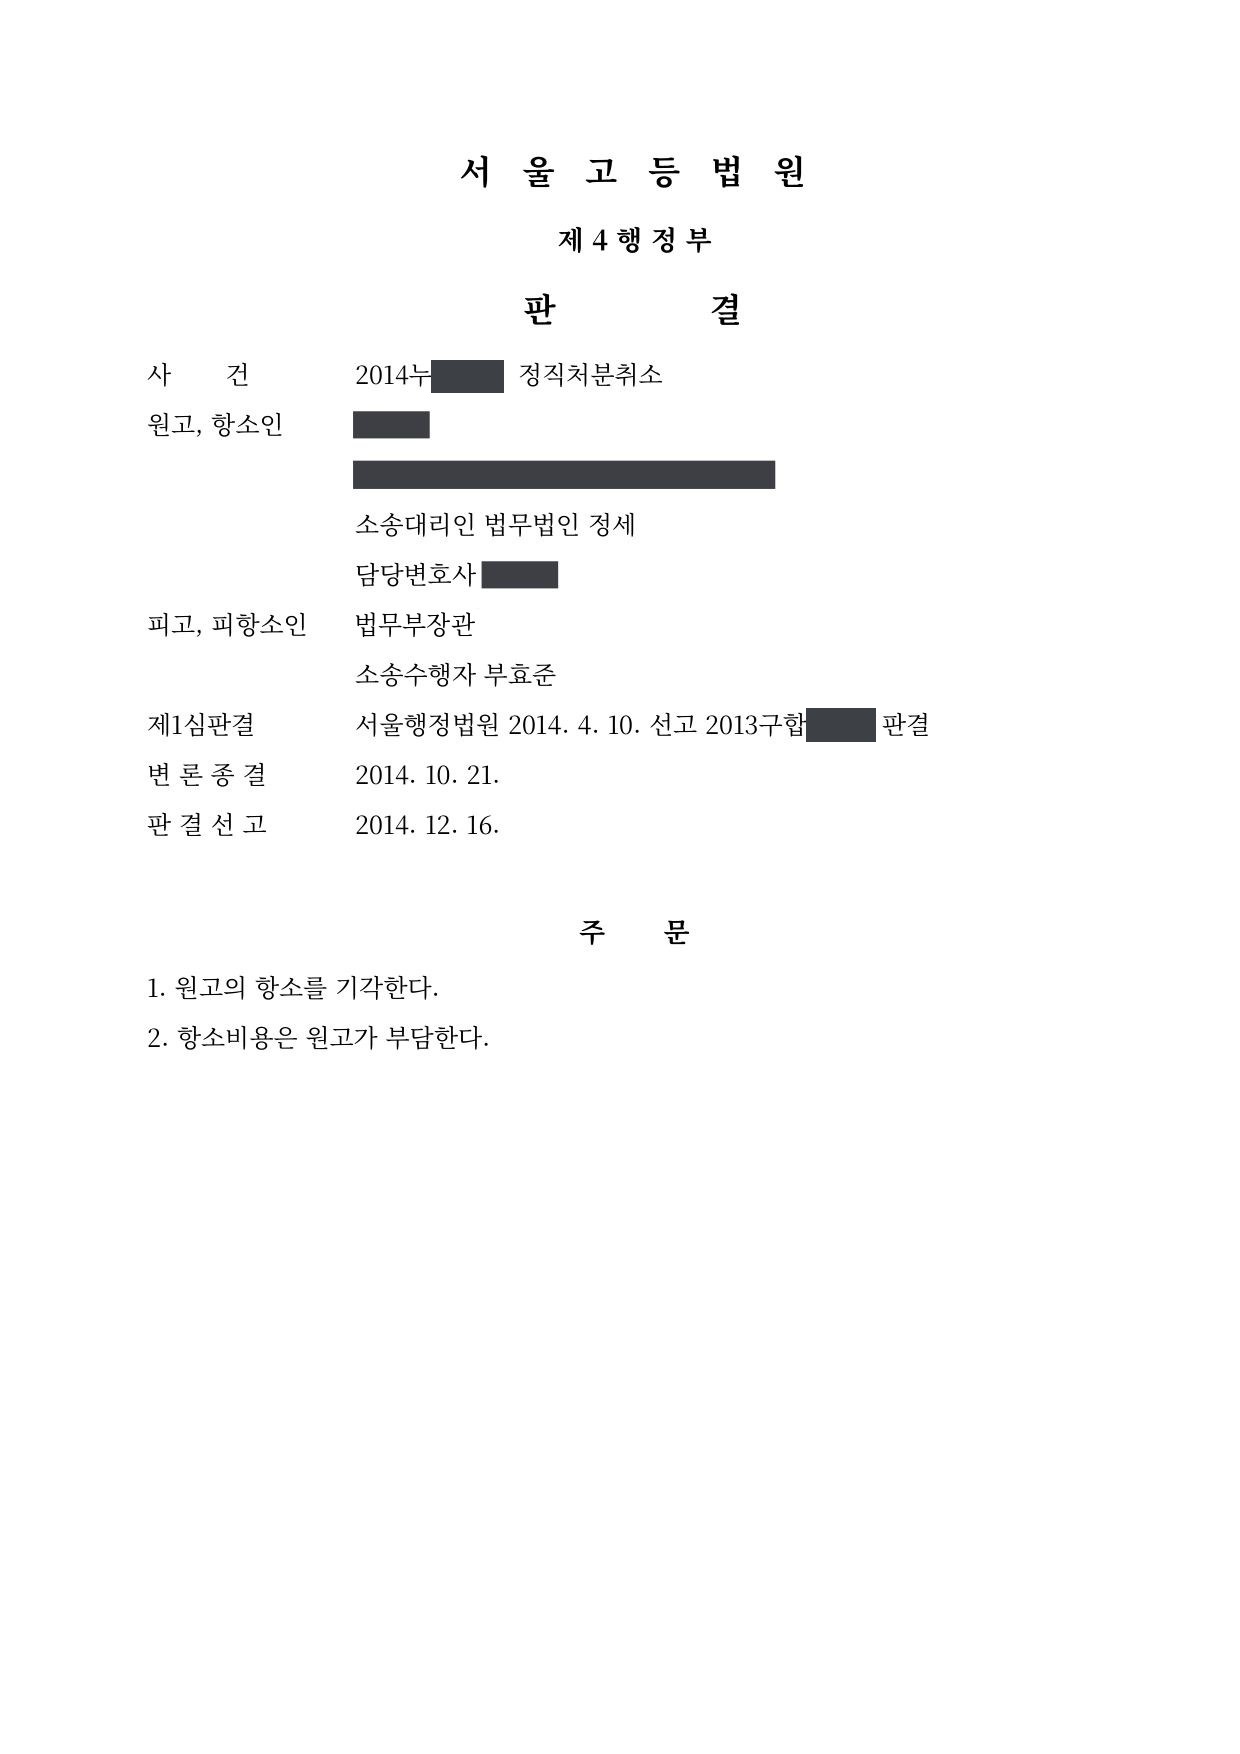 서 울 고 등 법 원
제 4 행 정 부
판 결
사 건 2014누 정직처분취소
원고, 항소인
소송대리인 법무법인 정세
담당변호사
피고, 피항소인 법무부장관
소송수행자 부효준
제1심판결 서울행정법원 2014. 4. 10. 선고 2013구합 판결
변 론 종 결 2014. 10. 21.
판 결 선 고 2014. 12. 16.
주 문
1. 원고의 항소를 기각한다.
2. 항소비용은 원고가 부담한다.